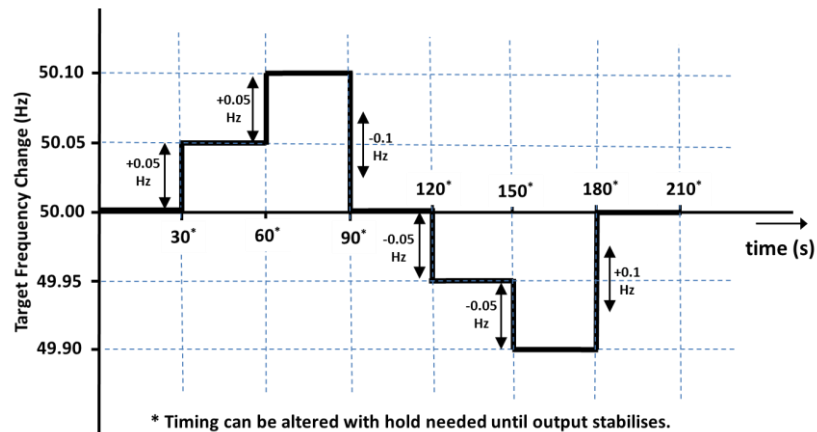 Target Frequency Change (Hz)
50.10
50.05
50.00
49.95
49.90
+0.05
Hz
+0.05
Hz
-0.1
Hz
30*
60*
90*
120*
150*
180*
210*
-0.05
Hz
-0.05
Hz
+0.1
Hz
time (s)
* Timing can be altered with hold needed until output stabilises.